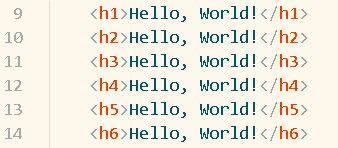 9 <h1>Hello, World!</h1>
10 <h2>Hello, World!</h2>
11 <h3>Hello, World!</h3>
12 <h4>Hello, World!</h4>
13 <h5>Hello, World!</h5>
14 <h6>Hello, World!</h6>